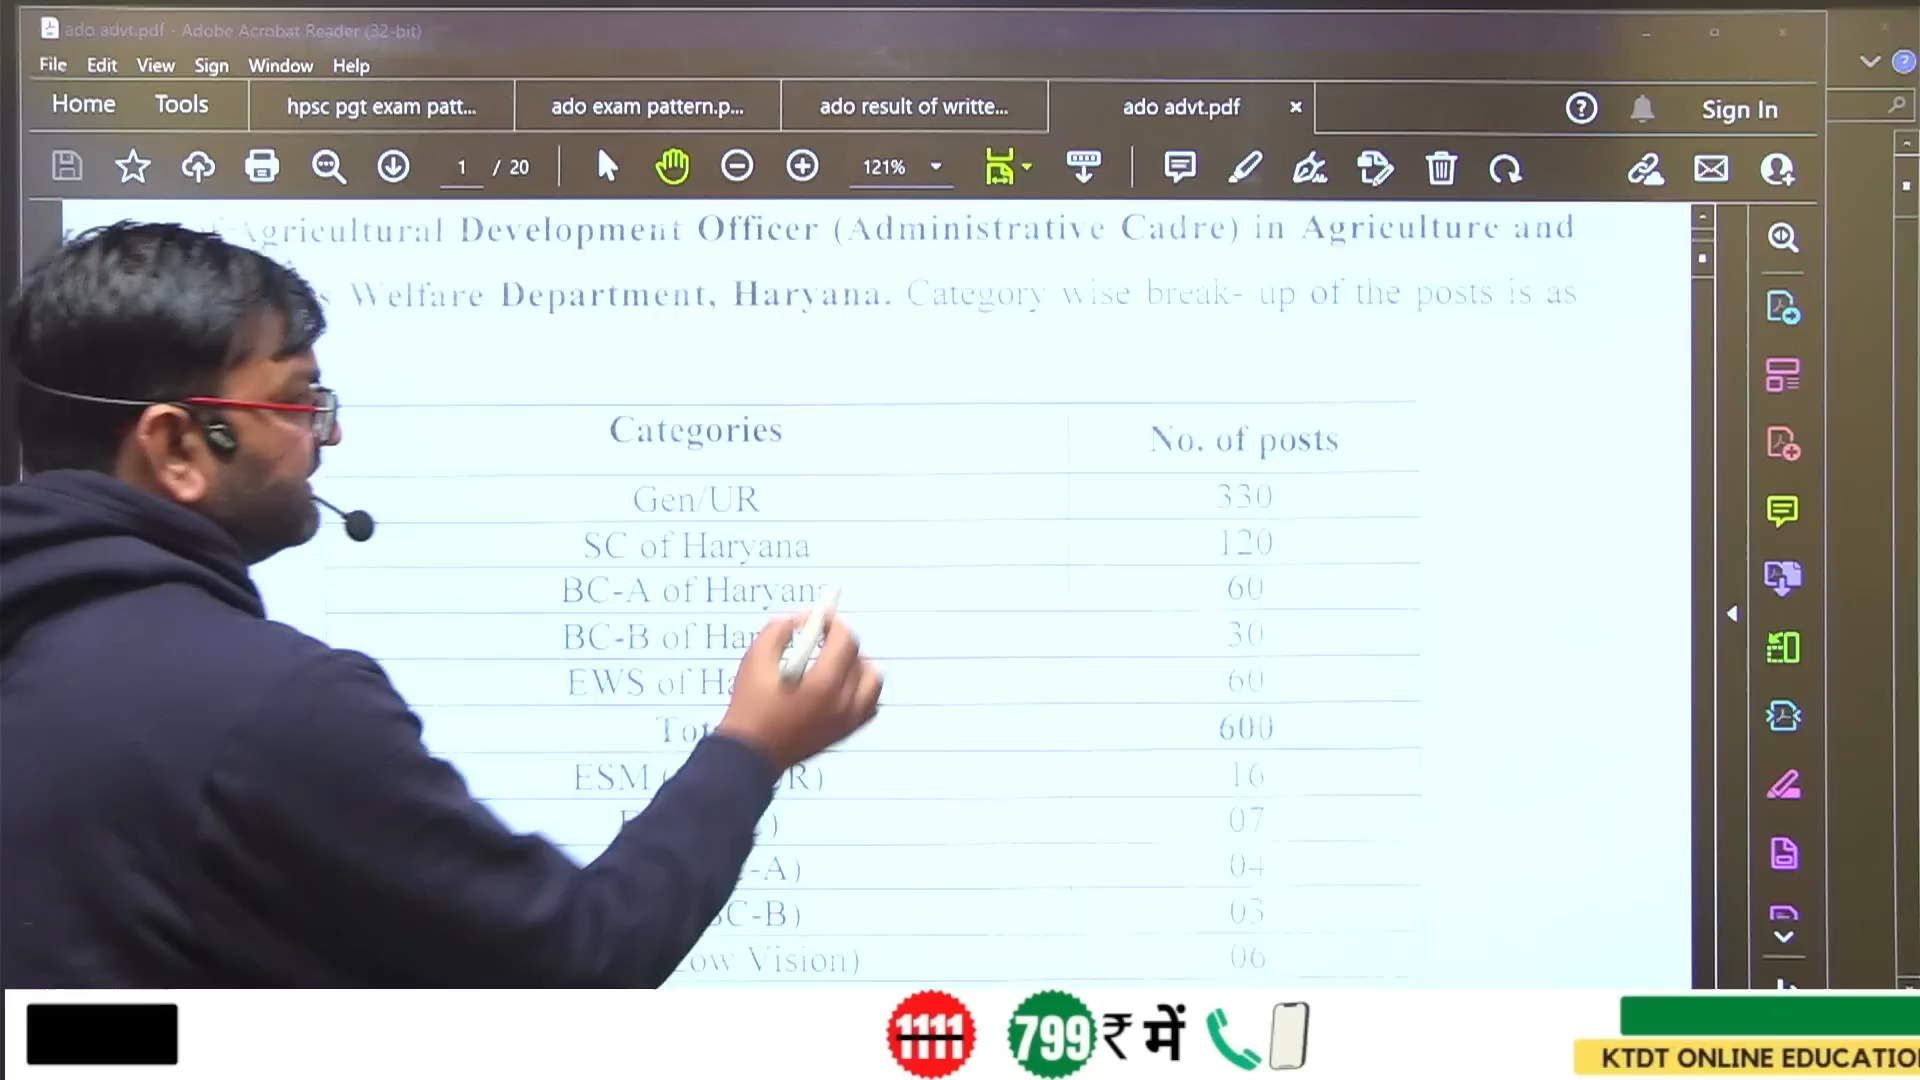 ado advt.pdf - Adobe Acrobat Reader (32-bit)
File Edit View Sign Window Help
Home Tools hpsc pgt exam patt... ado exam pattern.p... ado result of writte... ado advt.pdf Sign In
1 / 20 121%
Agricultural Development Officer (Administrative Cadre) in Agriculture and
Welfare Department, Haryana. Category wise break- up of the posts is as
Categories No. of posts
Gen/UR 330
SC of Haryana 120
BC-A of Haryana 60
BC-B of 30
EWS of 60
600
ESM 16
07
-A) 04
C-B) 03
Low Vision) 06
1111 799₹ में
KTDT ONLINE EDUCATIO